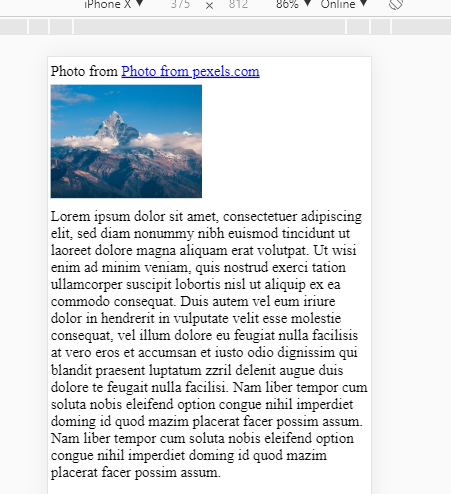 iPhone X ▼ 375 × 812 86% ▼ Online ▼
Photo from Photo from pexels.com
Lorem ipsum dolor sit amet, consectetuer adipiscing
elit, sed diam nonummy nibh euismod tincidunt ut
laoreet dolore magna aliquam erat volutpat. Ut wisi
enim ad minim veniam, quis nostrud exerci tation
ullamcorper suscipit lobortis nisl ut aliquip ex ea
commodo consequat. Duis autem vel eum iriure
dolor in hendrerit in vulputate velit esse molestie
consequat, vel illum dolore eu feugiat nulla facilisis
at vero eros et accumsan et iusto odio dignissim qui
blandit praesent luptatum zzril delenit augue duis
dolore te feugait nulla facilisi. Nam liber tempor cum
soluta nobis eleifend option congue nihil imperdiet
doming id quod mazim placerat facer possim assum.
Nam liber tempor cum soluta nobis eleifend option
congue nihil imperdiet doming id quod mazim
placerat facer possim assum.